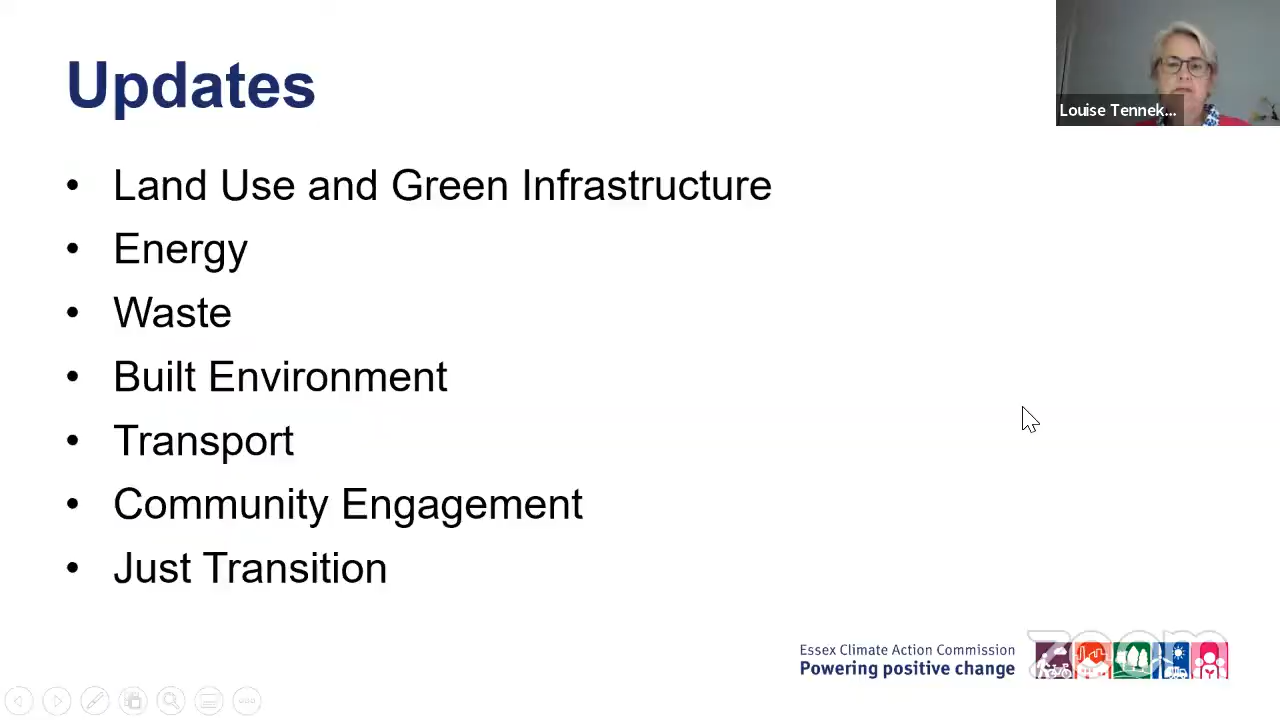 Updates
Louise Tennek...
• Land Use and Green Infrastructure
• Energy
• Waste
• Built Environment
• Transport
• Community Engagement
• Just Transition
Essex Climate Action Commission
Powering positive change
zoom